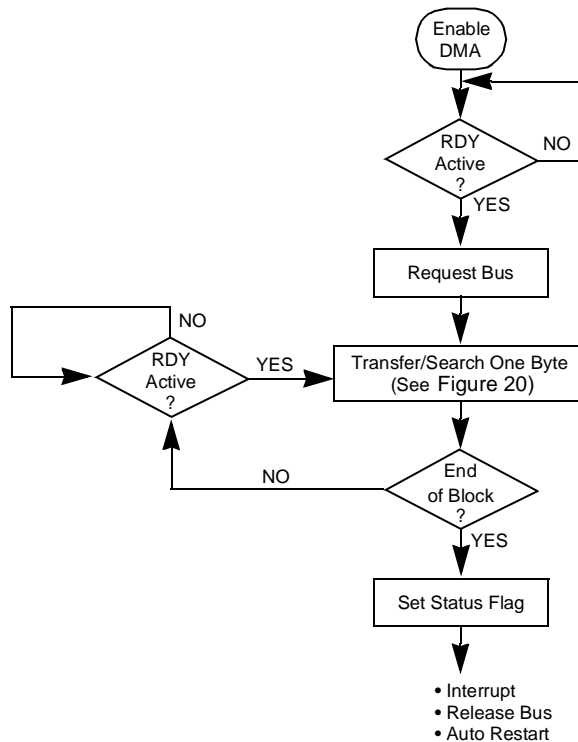 Enable
DMA
RDY
Active
?
NO
YES
Request Bus
NO
RDY
Active
?
YES
Transfer/Search One Byte
(See Figure 20)
NO
End
of Block
?
YES
Set Status Flag
• Interrupt
• Release Bus
• Auto Restart